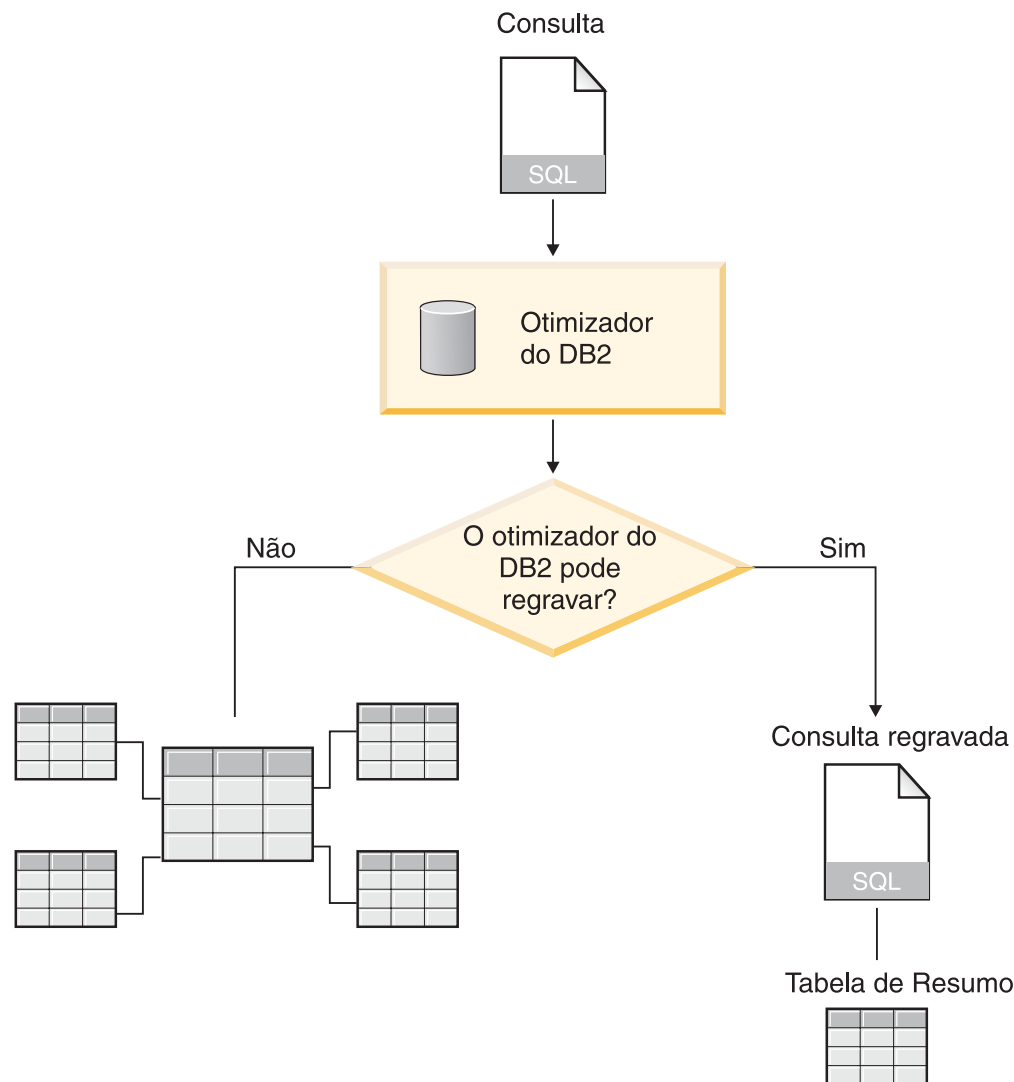 Consulta
SQL
Otimizador
do DB2
O otimizador do
DB2 pode
regravar?
Não
Sim
Consulta regravada
SQL
Tabela de Resumo